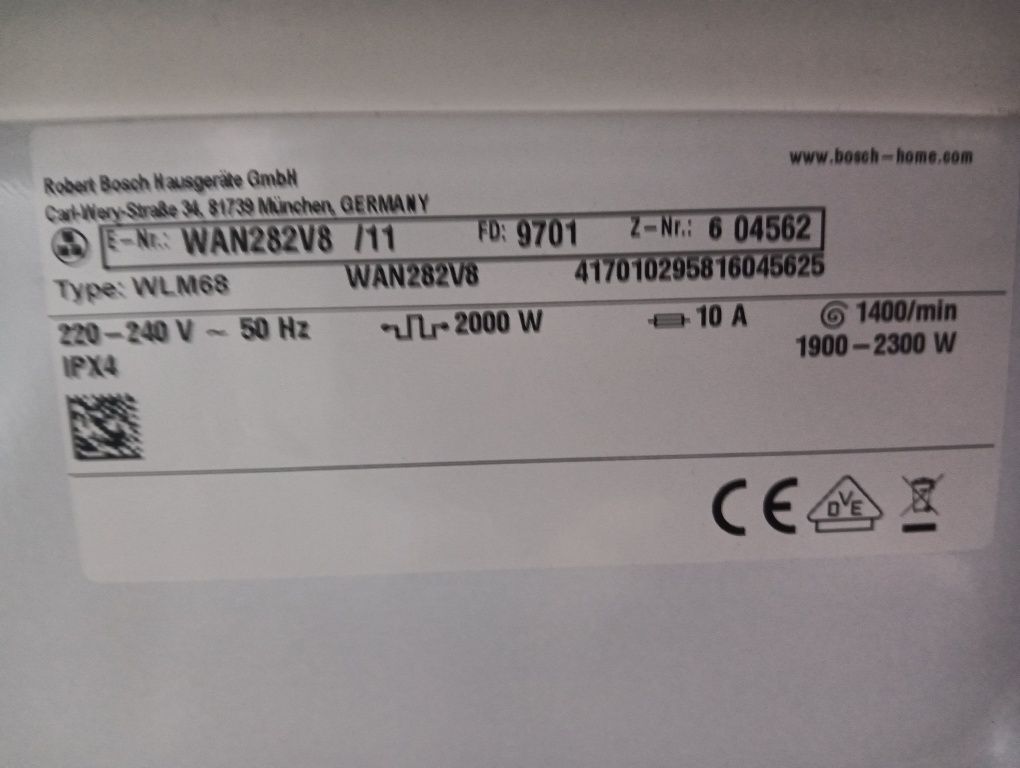 www.bosch-home.com
Robert Bosch Hausgeräte GmbH
Carl-Wery-Straße 34, 81739 München, GERMANY
E-Nr.: WAN282V8 /11 FD: 9701 Z-Nr.: 6 04562
Type: WLM68 WAN282V8 417010295816045625
220-240 V ~ 50 Hz 2000 W 10 A 1400/min
IPX4 1900-2300 W
CE DVE